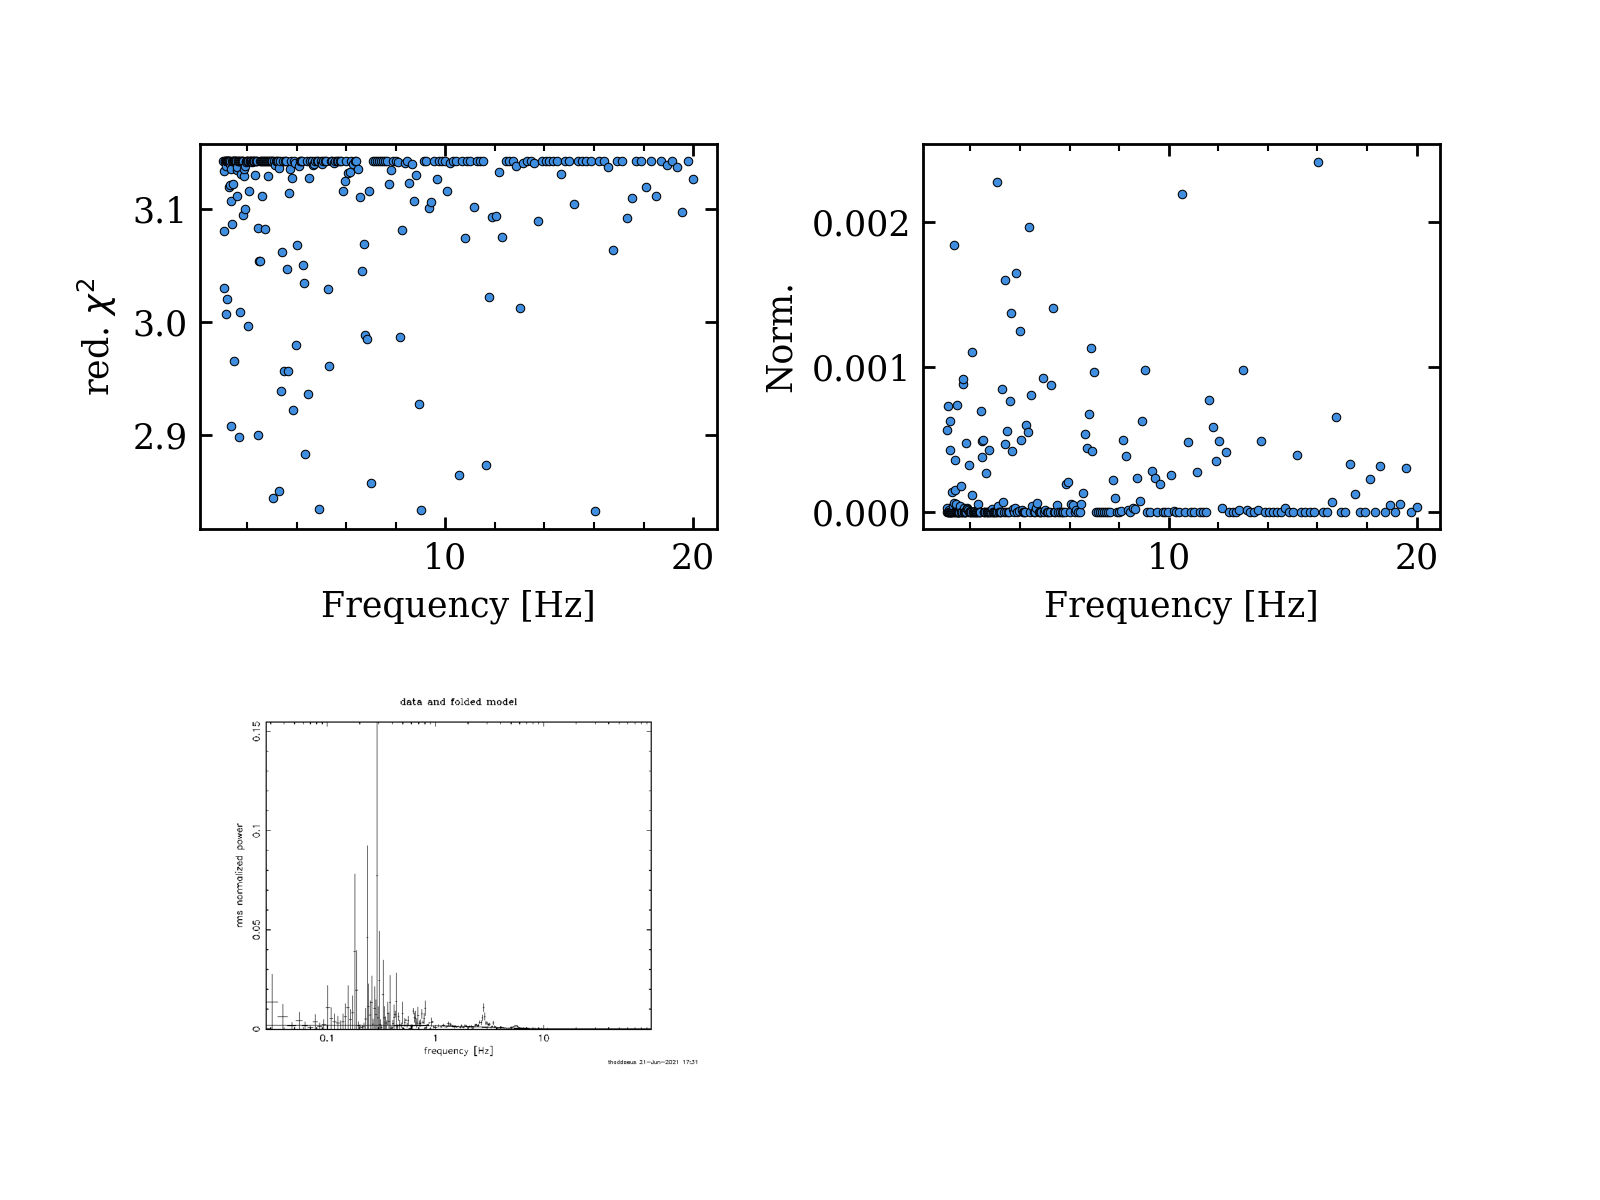 3.1
3.0
2.9
red. χ²
10
20
Frequency [Hz]
0.002
0.001
0.000
Norm.
10
20
Frequency [Hz]
data and folded model
0.15
0.1
0.05
0
rms normalized power
0.1
1
10
frequency [Hz]
thaddaeus 21-Jun-2021 17:31